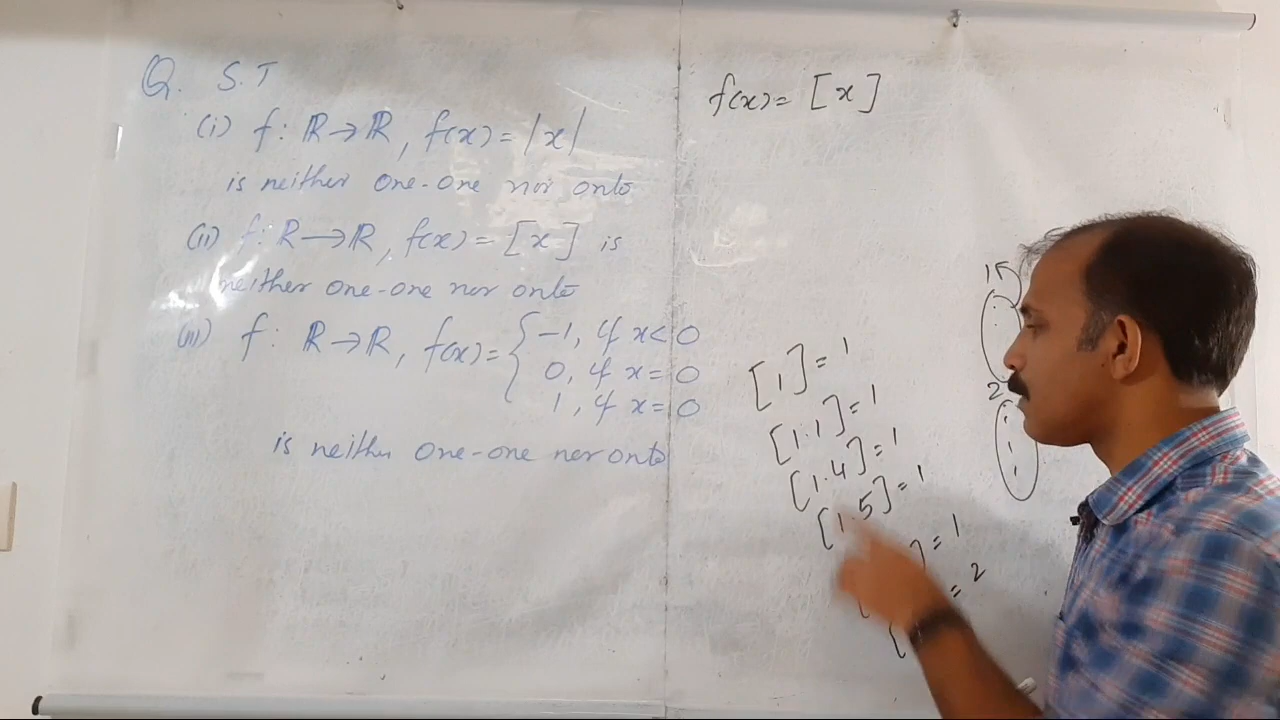 Q. S.T
(i) f: ℝ→ℝ, f(x)=|x|
is neither one-one nor onto
(ii) f: ℝ→ℝ, f(x)=[x] is
neither one-one nor onto
(iii) f: ℝ→ℝ, f(x)={ -1, if x<0
0, if x=0
1, if x=0
is neither one-one nor onto
f(x)=[x]
[1]=1
[1.1]=1
[1.4]=1
[1.5]=1
]=1
=2
1
2